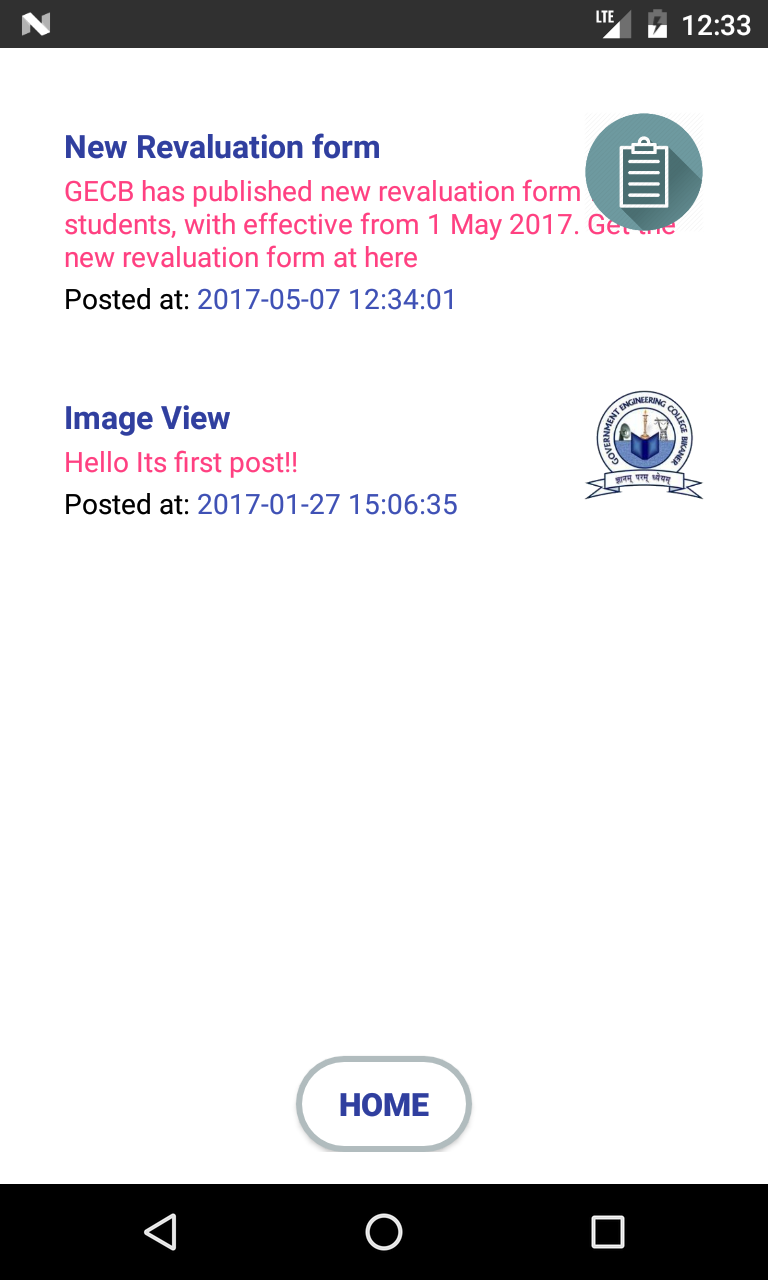 LTE 12:33
New Revaluation form
GECB has published new revaluation form
students, with effective from 1 May 2017. Get the
new revaluation form at here
Posted at: 2017-05-07 12:34:01
Image View
GOVERNMENT ENGINEERING COLLEGE BIKANER
ज्ञानम् परम् ध्येयम्
Hello Its first post!!
Posted at: 2017-01-27 15:06:35
HOME